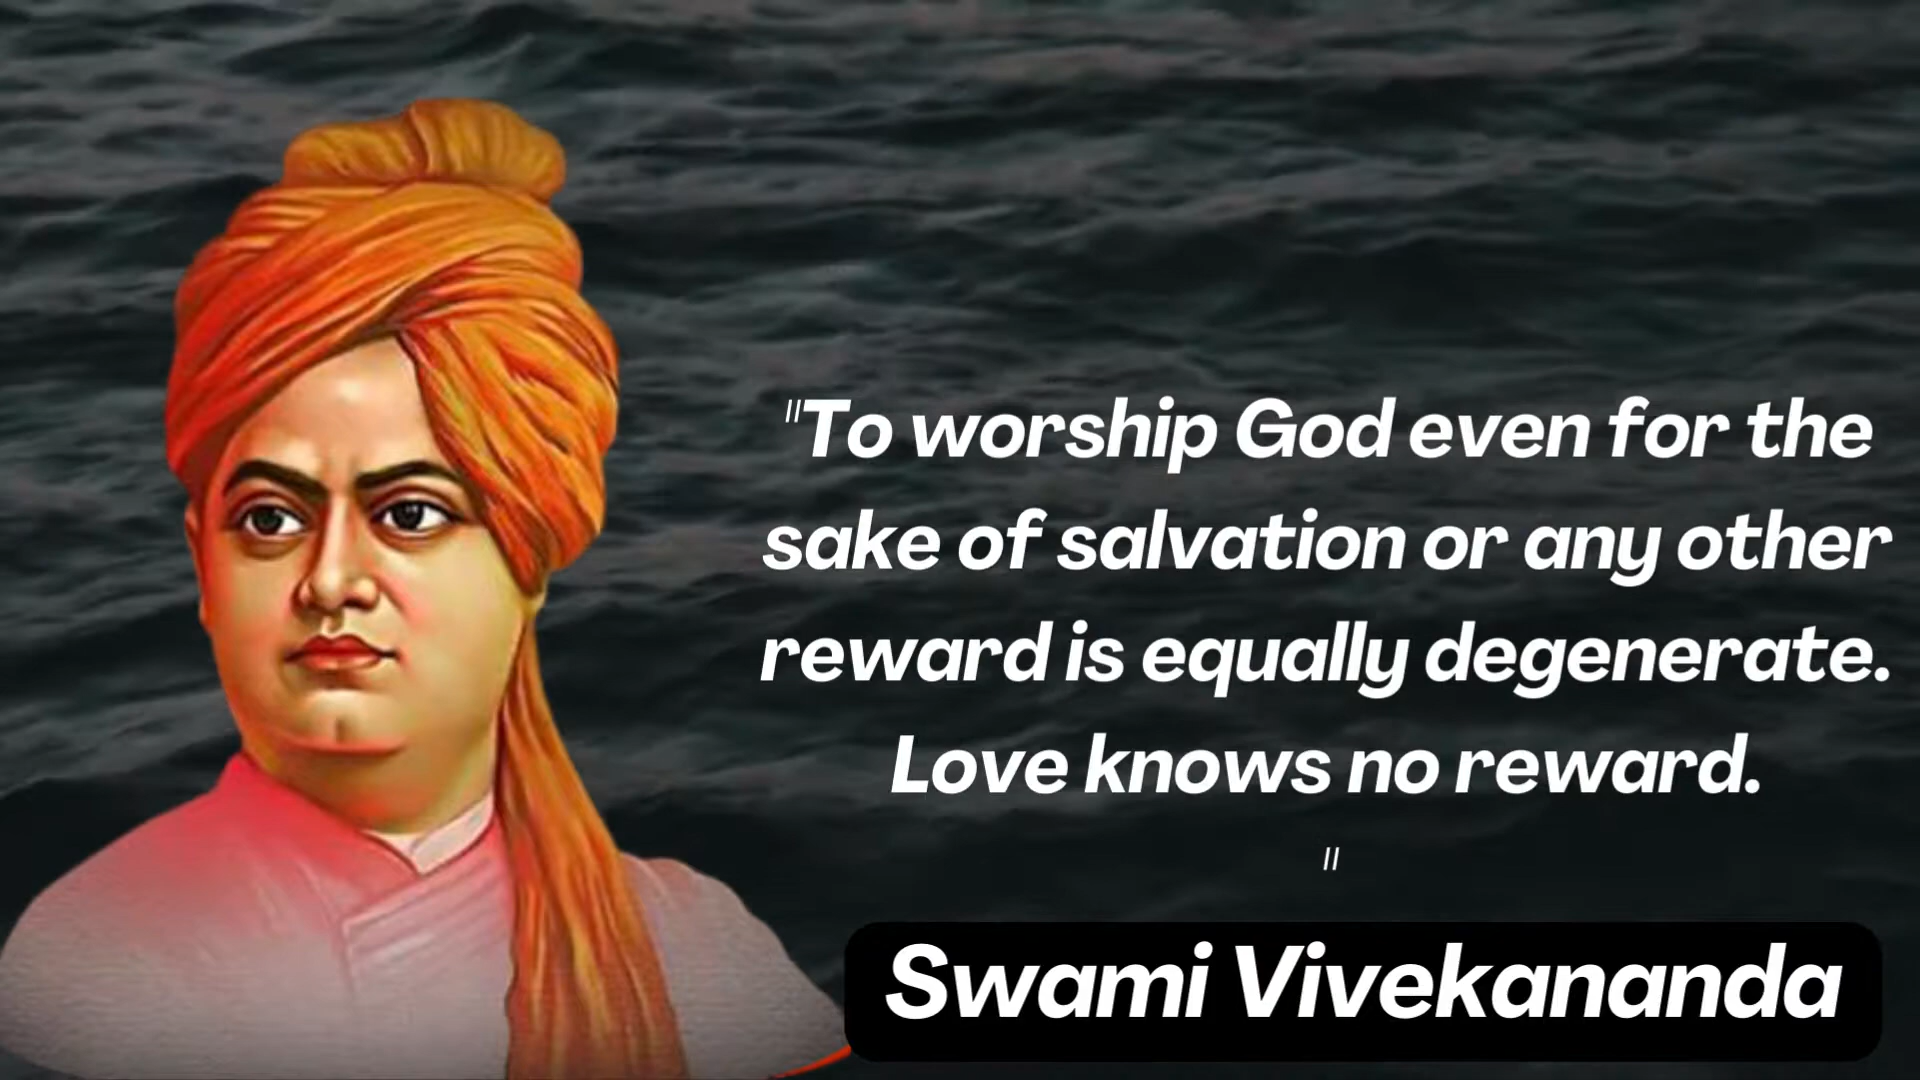 "To worship God even for the
sake of salvation or any other
reward is equally degenerate.
Love knows no reward.
"
Swami Vivekananda